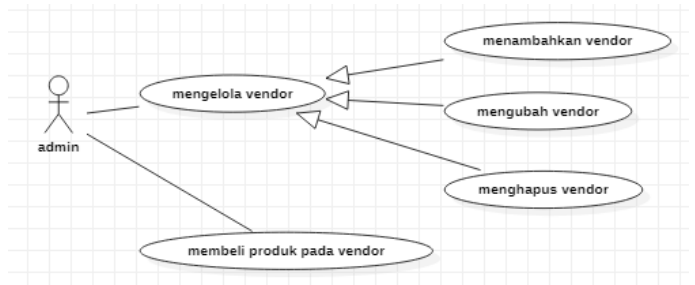 menambahkan vendor
mengelola vendor
mengubah vendor
admin
menghapus vendor
membeli produk pada vendor